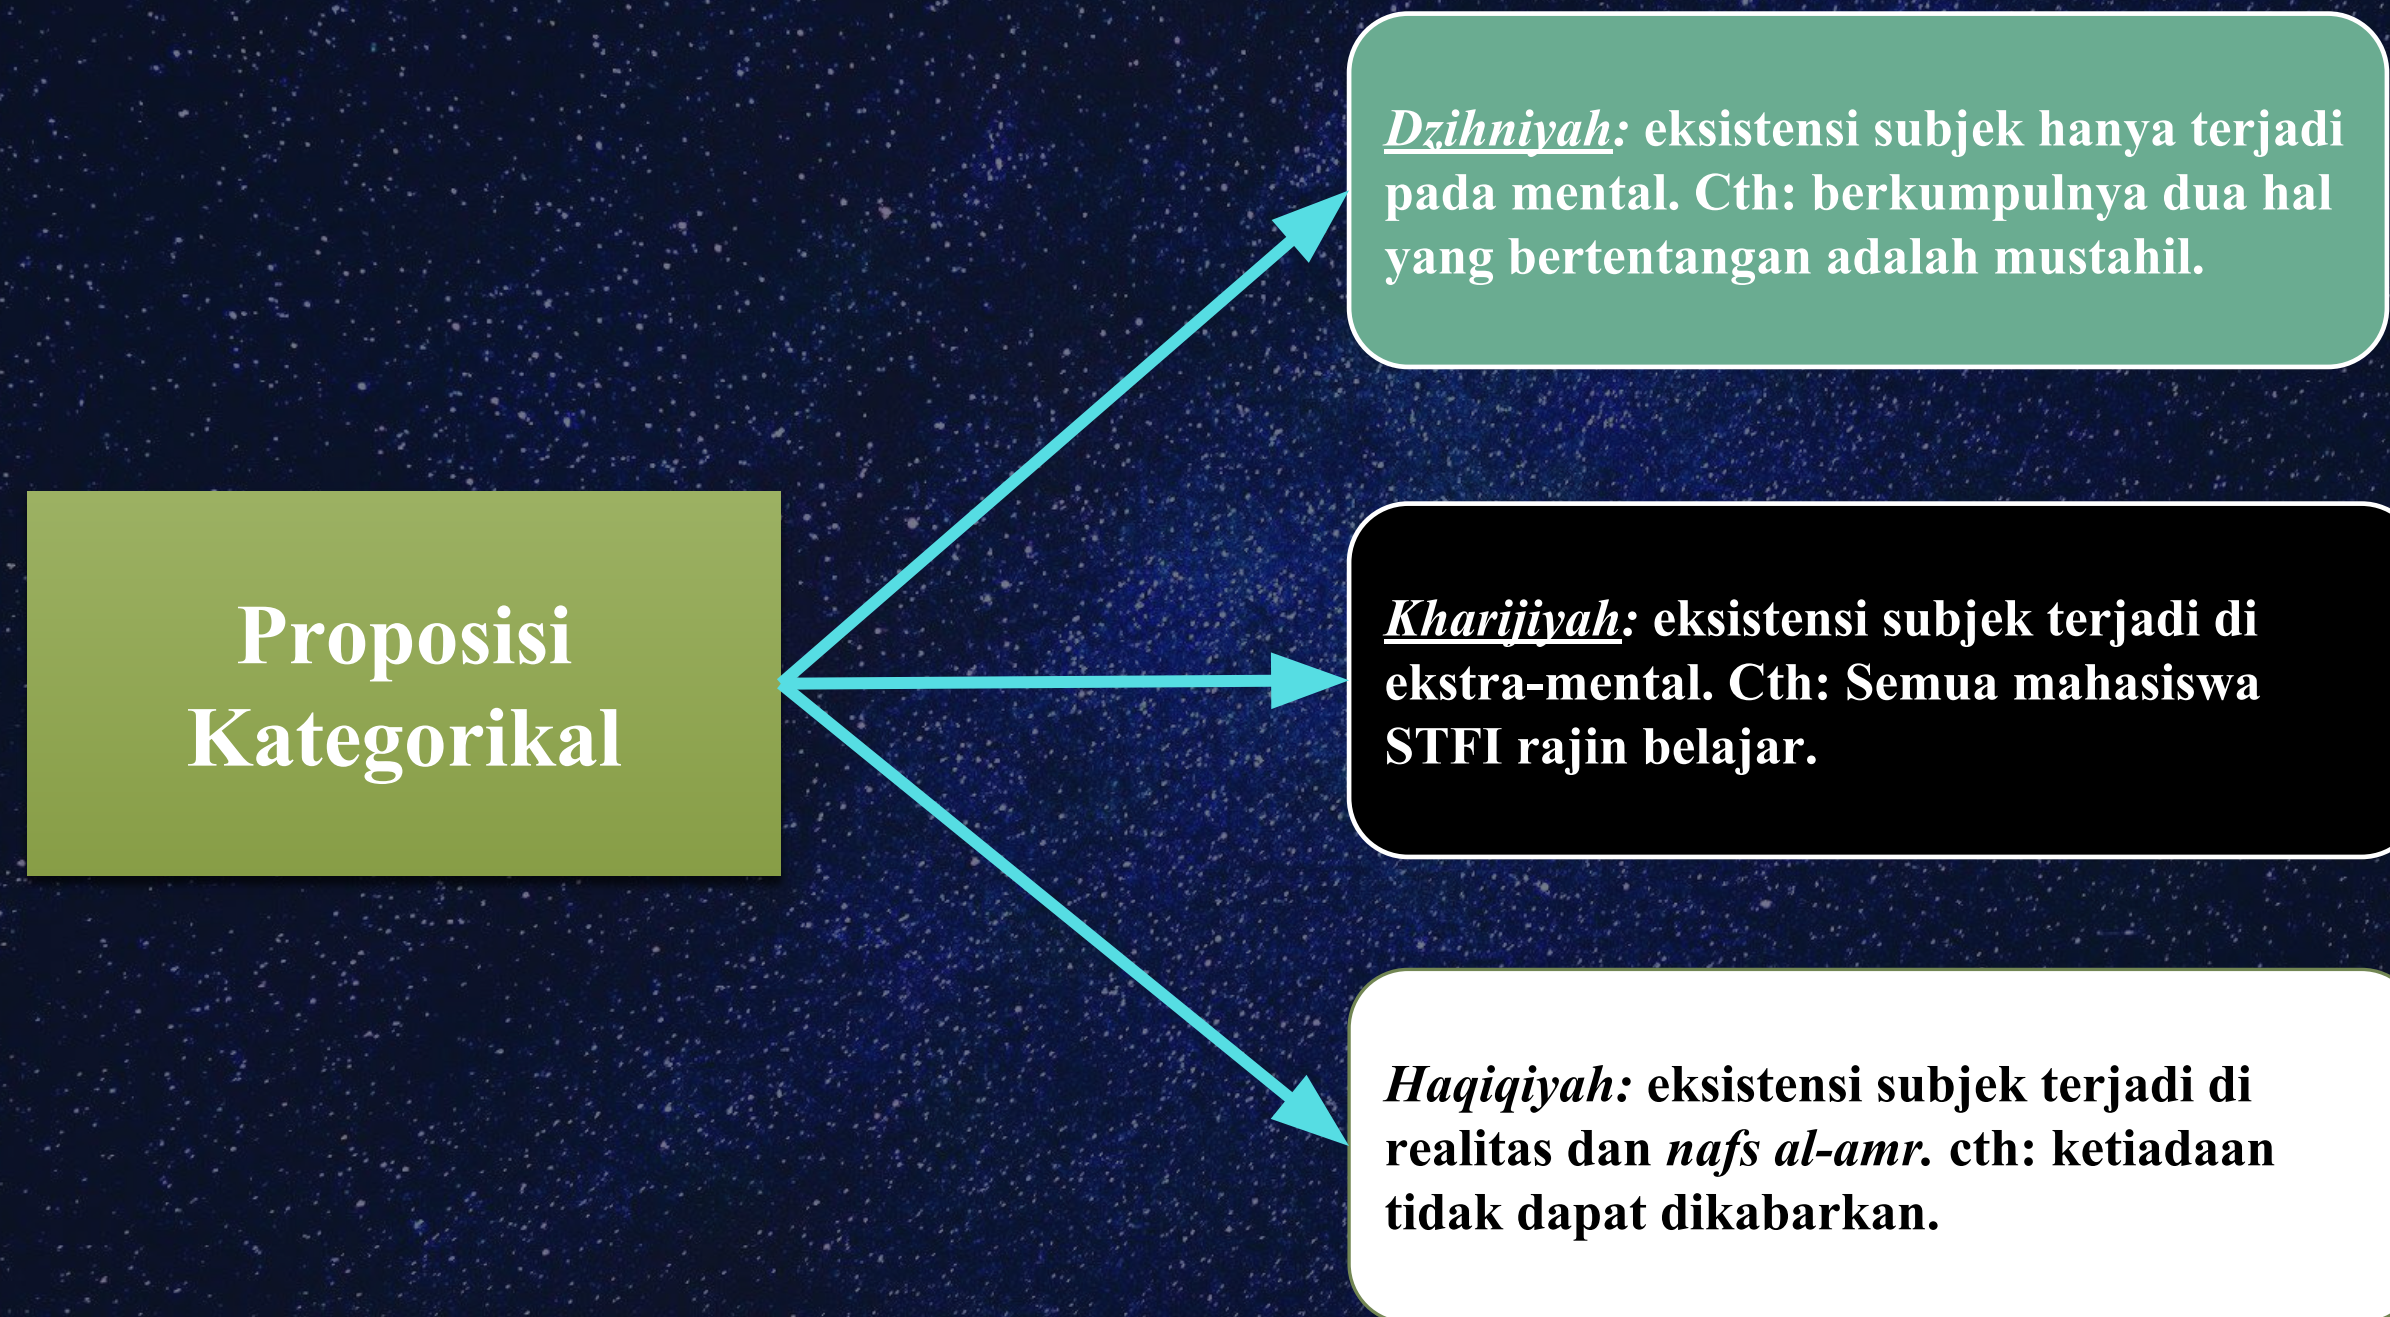 Proposisi
Kategorikal
Dzihniyah: eksistensi subjek hanya terjadi
pada mental. Cth: berkumpulnya dua hal
yang bertentangan adalah mustahil.
Kharijiyah: eksistensi subjek terjadi di
ekstra-mental. Cth: Semua mahasiswa
STFI rajin belajar.
Haqiqiyah: eksistensi subjek terjadi di
realitas dan nafs al-amr. cth: ketiadaan
tidak dapat dikabarkan.